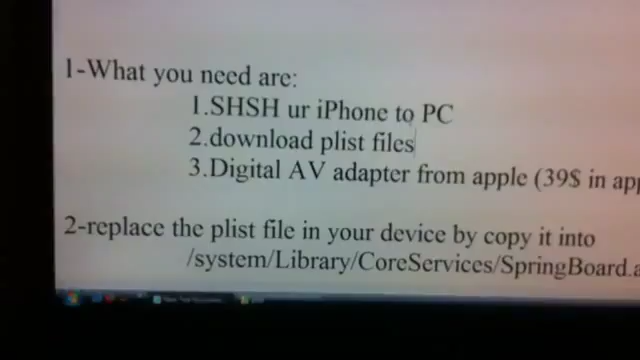 1-What you need are:
1.SHSH ur iPhone to PC
2.download plist files
3.Digital AV adapter from apple (39$ in app
2-replace the plist file in your device by copy it into
/system/Library/CoreServices/SpringBoard.a